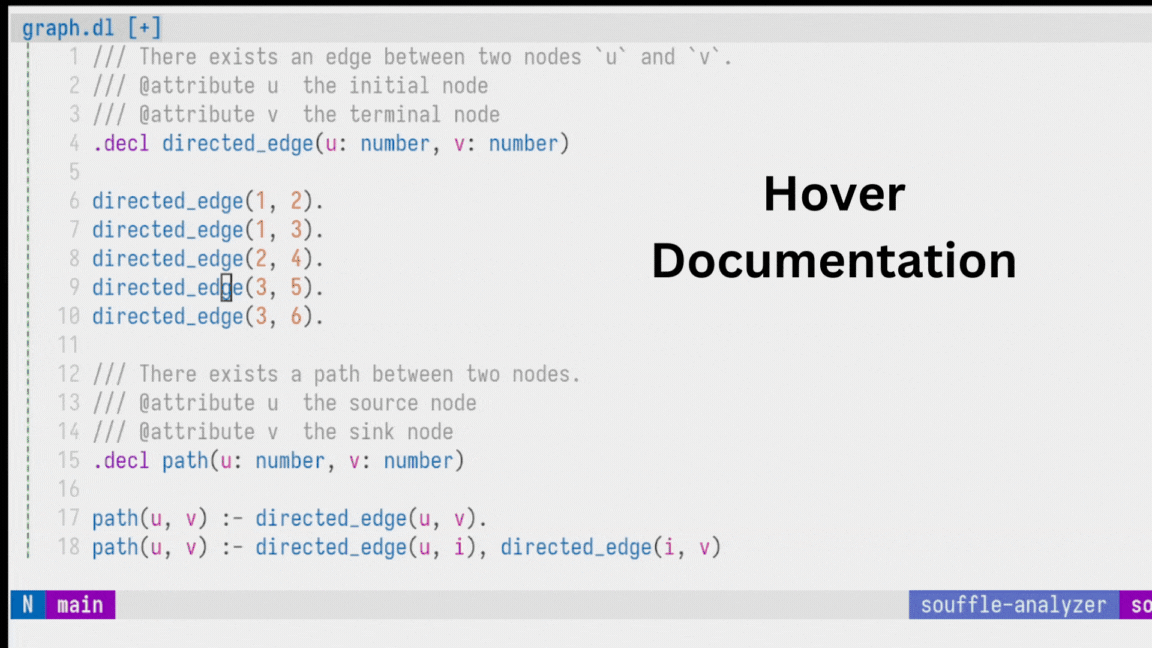 graph.dl [+]
1 /// There exists an edge between two nodes `u` and `v`.
2 /// @attribute u  the initial node
3 /// @attribute v  the terminal node
4 .decl directed_edge(u: number, v: number)
5
6 directed_edge(1, 2).
7 directed_edge(1, 3).
8 directed_edge(2, 4).
9 directed_edge(3, 5).
10 directed_edge(3, 6).
11
12 /// There exists a path between two nodes.
13 /// @attribute u  the source node
14 /// @attribute v  the sink node
15 .decl path(u: number, v: number)
16
17 path(u, v) :- directed_edge(u, v).
18 path(u, v) :- directed_edge(u, i), directed_edge(i, v)
Hover
Documentation
N main souffle-analyzer so